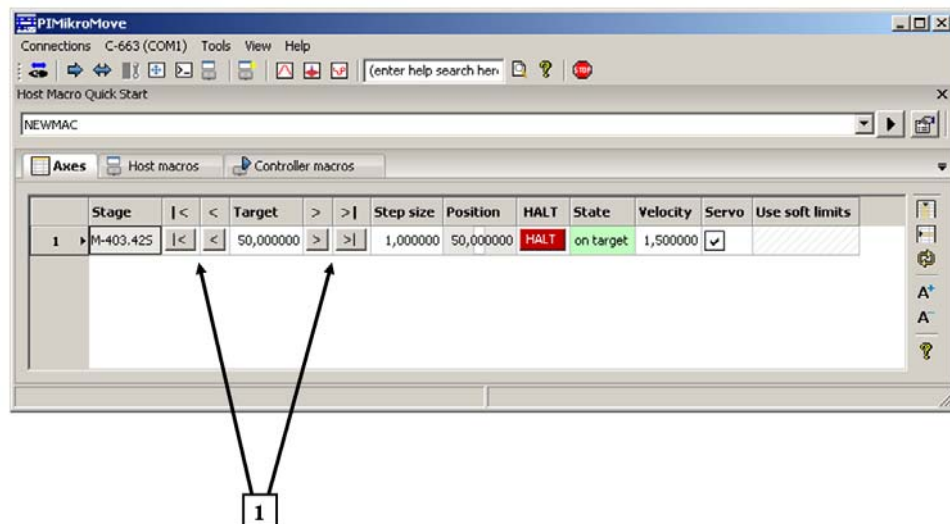 PIMikroMove
Connections C-663 (COM1) Tools View Help
(enter help search her STOP
Host Macro Quick Start
NEWMAC
Axes Host macros Controller macros
Stage |< < Target > >| Step size Position HALT State Velocity Servo Use soft limits
1 M-403.42S |< < 50,000000 > >| 1,000000 50,000000 HALT on target 1,500000
A+
A-
1